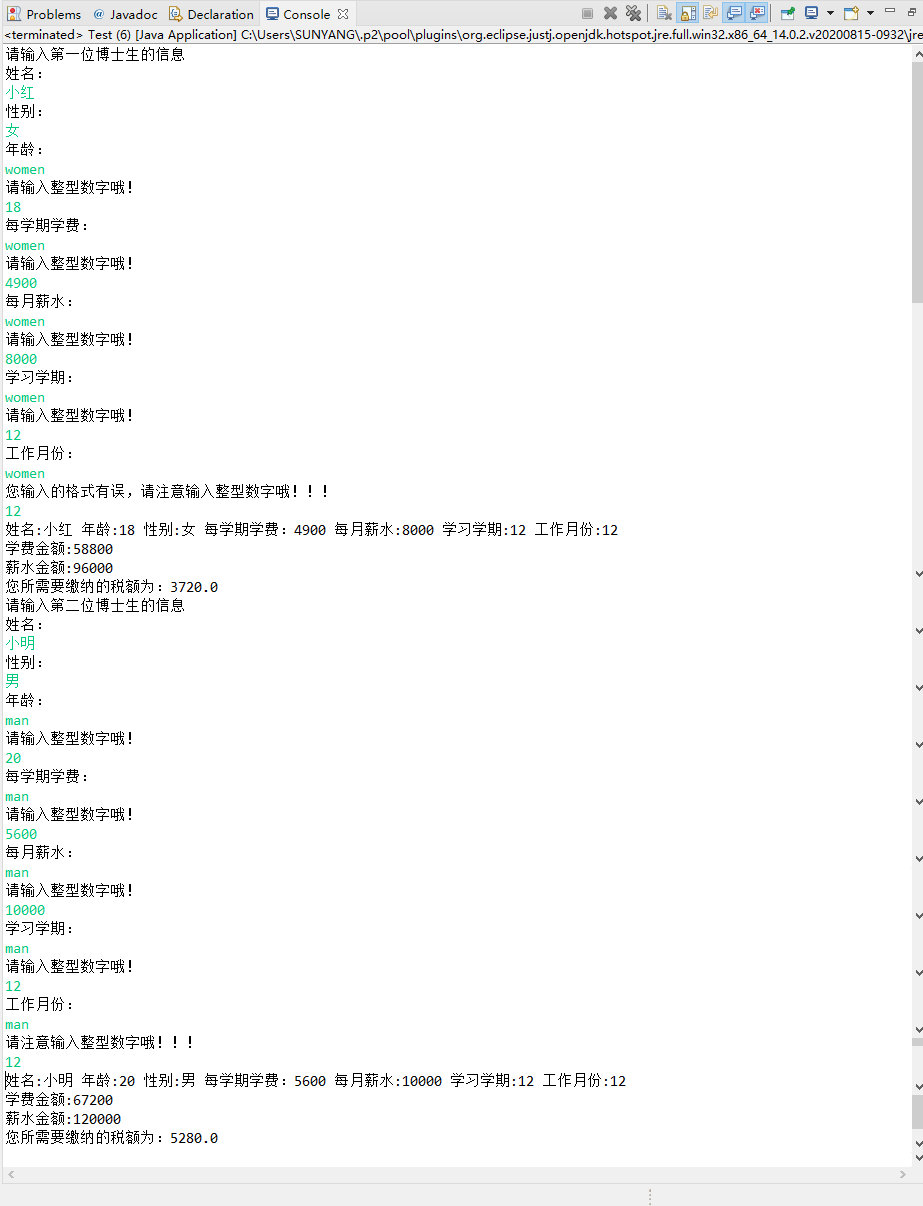 Problems @ Javadoc Declaration Console
<terminated> Test (6) [Java Application] C:\Users\SUNYANG\.p2\pool\plugins\org.eclipse.justj.openjdk.hotspot.jre.full.win32.x86_64_14.0.2.v20200815-0932\jre
请输入第一位博士生的信息
姓名：
小红
性别：
女
年龄：
women
请输入整型数字哦！
18
每学期学费：
women
请输入整型数字哦！
4900
每月薪水：
women
请输入整型数字哦！
8000
学习学期：
women
请输入整型数字哦！
12
工作月份：
women
您输入的格式有误，请注意输入整型数字哦！！！
12
姓名:小红 年龄:18 性别:女 每学期学费：4900 每月薪水:8000 学习学期:12 工作月份:12
学费金额:58800
薪水金额:96000
您所需要缴纳的税额为：3720.0
请输入第二位博士生的信息
姓名：
小明
性别：
男
年龄：
man
请输入整型数字哦！
20
每学期学费：
man
请输入整型数字哦！
5600
每月薪水：
man
请输入整型数字哦！
10000
学习学期：
man
请输入整型数字哦！
12
工作月份：
man
请注意输入整型数字哦！！！
12
姓名:小明 年龄:20 性别:男 每学期学费：5600 每月薪水:10000 学习学期:12 工作月份:12
学费金额:67200
薪水金额:120000
您所需要缴纳的税额为：5280.0